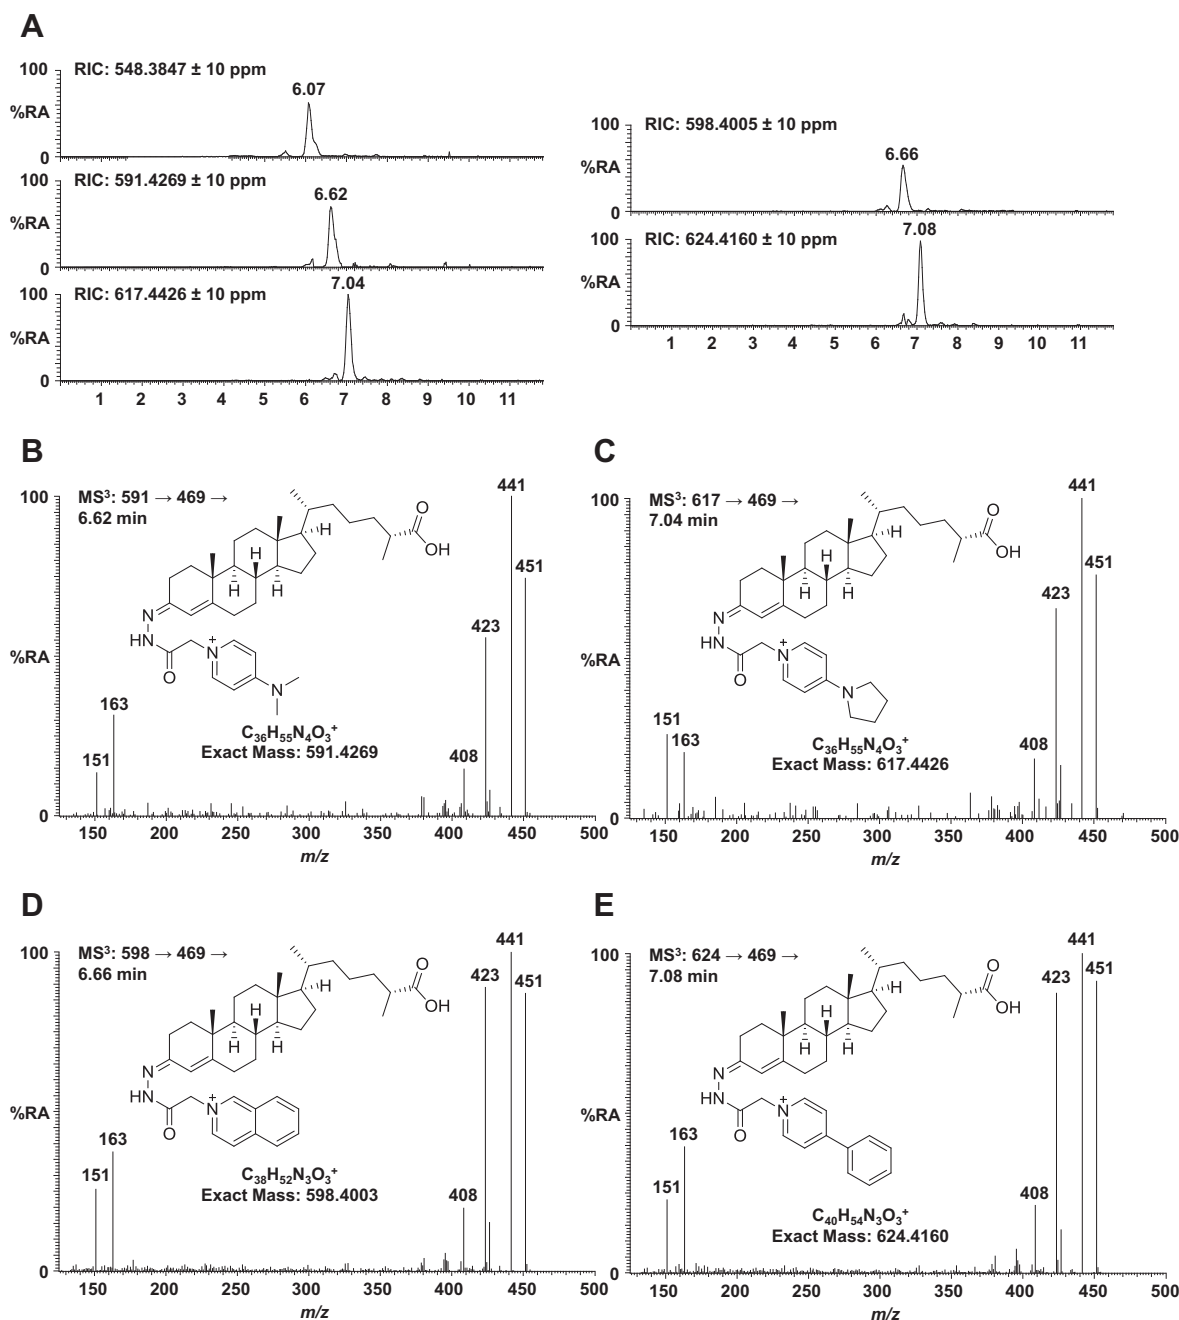 A
RIC: 548.3847 ± 10 ppm
100
%RA
0
6.07
RIC: 591.4269 ± 10 ppm
100
%RA
0
6.62
RIC: 617.4426 ± 10 ppm
100
%RA
0
7.04
1 2 3 4 5 6 7 8 9 10 11
RIC: 598.4005 ± 10 ppm
100
%RA
0
6.66
RIC: 624.4160 ± 10 ppm
100
%RA
0
7.08
1 2 3 4 5 6 7 8 9 10 11
B
MS³: 591 → 469 →
6.62 min
100
%RA
0
441
451
423
408
163
151
H
H
H
H
O
OH
N
HN
O
N
+
N
C₃₆H₅₅N₄O₃⁺
Exact Mass: 591.4269
150 200 250 300 350 400 450 500
m/z
C
MS³: 617 → 469 →
7.04 min
100
%RA
0
441
451
423
408
151
163
H
H
H
H
O
OH
N
HN
O
N
+
N
C₃₆H₅₅N₄O₃⁺
Exact Mass: 617.4426
150 200 250 300 350 400 450 500
m/z
D
MS³: 598 → 469 →
6.66 min
100
%RA
0
441
423
451
408
163
151
H
H
H
H
O
OH
N
HN
O
N
+
C₃₈H₅₂N₃O₃⁺
Exact Mass: 598.4003
150 200 250 300 350 400 450 500
m/z
E
MS³: 624 → 469 →
7.08 min
100
%RA
0
441
423
451
408
163
151
H
H
H
H
O
OH
N
HN
O
N
+
C₄₀H₅₄N₃O₃⁺
Exact Mass: 624.4160
150 200 250 300 350 400 450 500
m/z